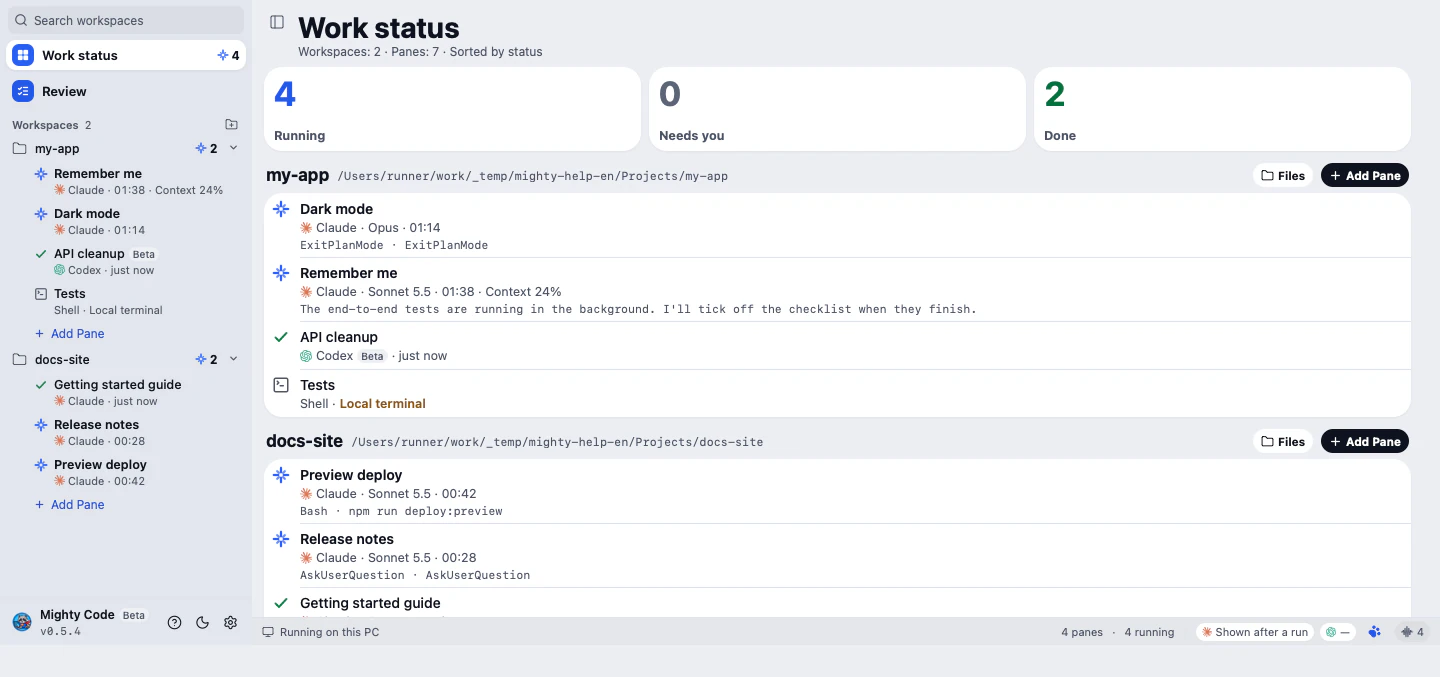 Search workspaces
Work status 4
Review
Workspaces 2
my-app 2
Remember me
Claude · 01:38 · Context 24%
Dark mode
Claude · 01:14
API cleanup Beta
Codex · just now
Tests
Shell · Local terminal
+ Add Pane
docs-site 2
Getting started guide
Claude · just now
Release notes
Claude · 00:28
Preview deploy
Claude · 00:42
+ Add Pane
Mighty Code Beta
v0.5.4
Work status
Workspaces: 2 · Panes: 7 · Sorted by status
4
Running
0
Needs you
2
Done
my-app /Users/runner/work/_temp/mighty-help-en/Projects/my-app Files + Add Pane
Dark mode
Claude · Opus · 01:14
ExitPlanMode · ExitPlanMode
Remember me
Claude · Sonnet 5.5 · 01:38 · Context 24%
The end-to-end tests are running in the background. I'll tick off the checklist when they finish.
API cleanup
Codex Beta · just now
Tests
Shell · Local terminal
docs-site /Users/runner/work/_temp/mighty-help-en/Projects/docs-site Files + Add Pane
Preview deploy
Claude · Sonnet 5.5 · 00:42
Bash · npm run deploy:preview
Release notes
Claude · Sonnet 5.5 · 00:28
AskUserQuestion · AskUserQuestion
Getting started guide
Running on this PC 4 panes · 4 running Shown after a run — 4